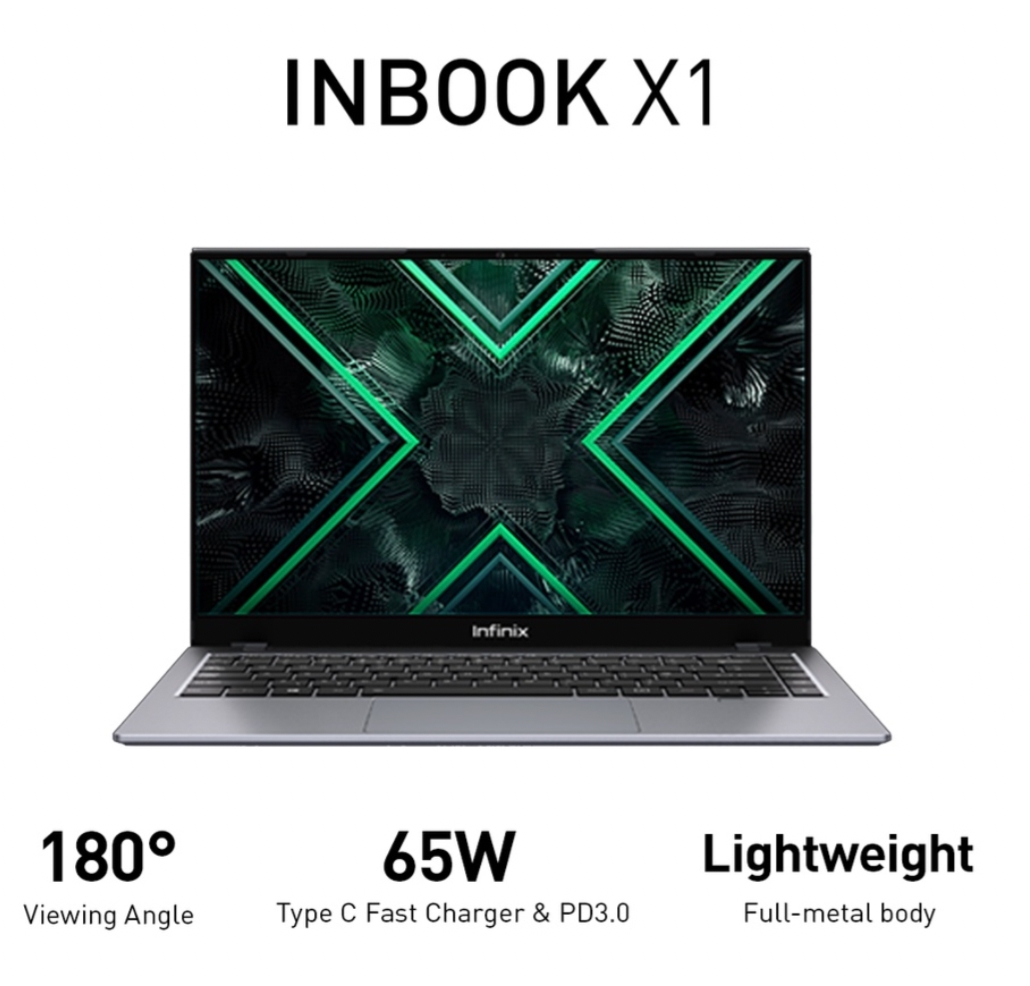 INBOOK X1
Infinix
180°
Viewing Angle
65W
Type C Fast Charger & PD3.0
Lightweight
Full-metal body